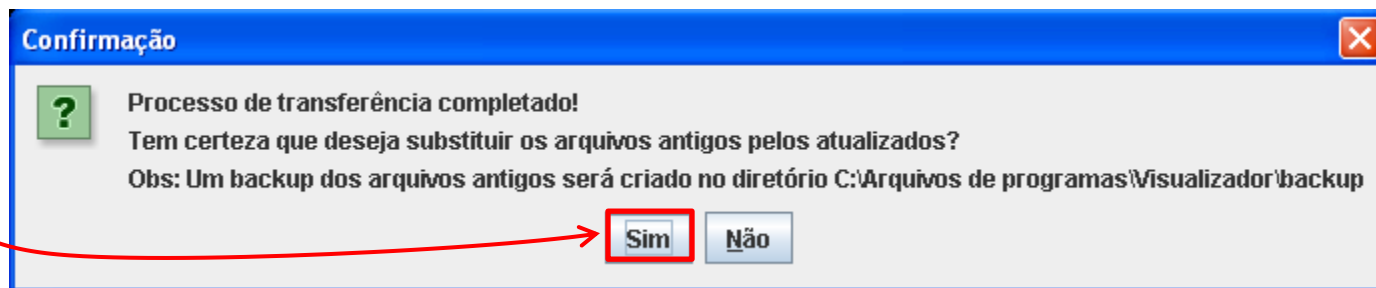 Confirmação
?
Processo de transferência completado!
Tem certeza que deseja substituir os arquivos antigos pelos atualizados?
Obs: Um backup dos arquivos antigos será criado no diretório C:\Arquivos de programas\Visualizador\backup
Sim Não